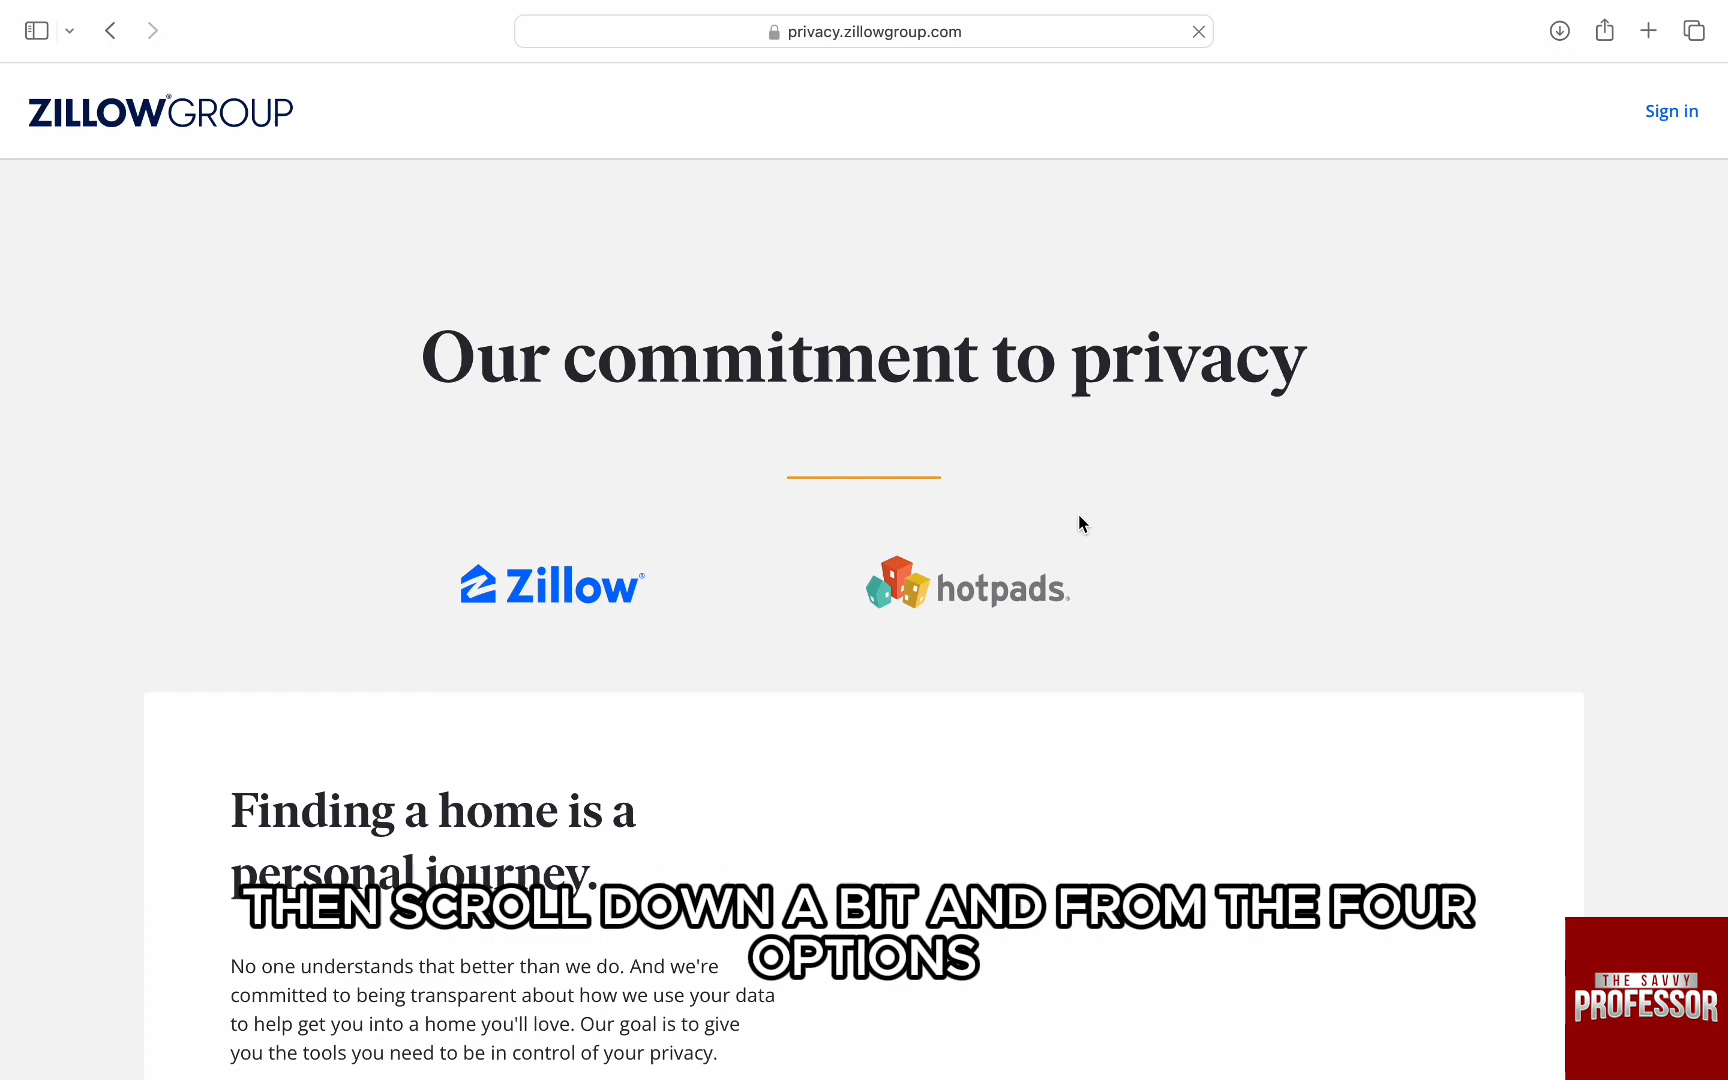 privacy.zillowgroup.com
ZILLOW®GROUP
Sign in
Our commitment to privacy
Zillow®
hotpads®
Finding a home is a
personal journey.
THEN SCROLL DOWN A BIT AND FROM THE FOUR
OPTIONS
No one understands that better than we do. And we're
committed to being transparent about how we use your data
to help get you into a home you'll love. Our goal is to give
you the tools you need to be in control of your privacy.
THE SAVVY
PROFESSOR